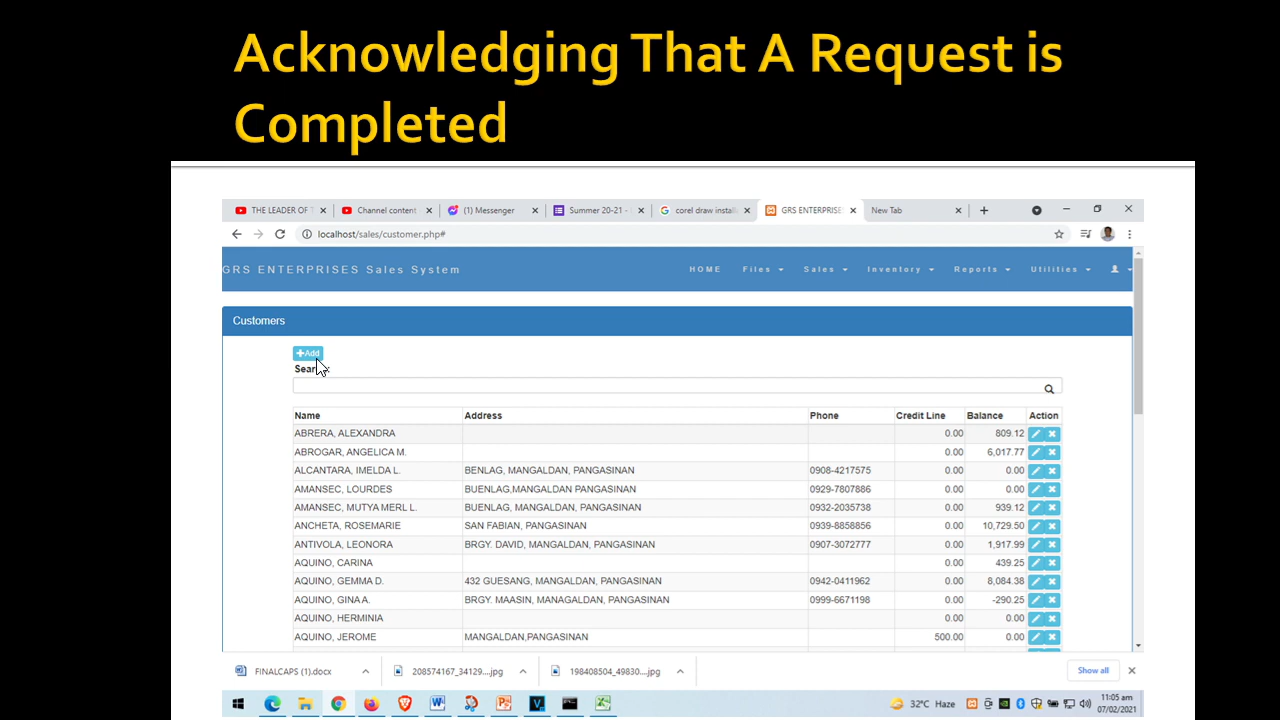 Acknowledging That A Request is
Completed
THE LEADER OF T
Channel content
(1) Messenger
Summer 20-21 -
corel draw install
GRS ENTERPRISE
New Tab
localhost/sales/customer.php#
GRS ENTERPRISES Sales System
HOME Files Sales Inventory Reports Utilities
Customers
+Add
Name Address Phone Credit Line Balance Action
ABRERA, ALEXANDRA 0.00 809.12
ABROGAR, ANGELICA M. 0.00 6,017.77
ALCANTARA, IMELDA L. BENLAG, MANGALDAN, PANGASINAN 0908-4217575 0.00 0.00
AMANSEC, LOURDES BUENLAG,MANGALDAN PANGASINAN 0929-7807886 0.00 0.00
AMANSEC, MUTYA MERL L. BUENLAG, MANGALDAN, PANGASINAN 0932-2035738 0.00 939.12
ANCHETA, ROSEMARIE SAN FABIAN, PANGASINAN 0939-8858856 0.00 10,729.50
ANTIVOLA, LEONORA BRGY. DAVID, MANGALDAN, PANGASINAN 0907-3072777 0.00 1,917.99
AQUINO, CARINA 0.00 439.25
AQUINO, GEMMA D. 432 GUESANG, MANGALDAN, PANGASINAN 0942-0411962 0.00 8,084.38
AQUINO, GINA A. BRGY. MAASIN, MANAGALDAN, PANGASINAN 0999-6671198 0.00 -290.25
AQUINO, HERMINIA 0.00 0.00
AQUINO, JEROME MANGALDAN,PANGASINAN 500.00 0.00
FINALCAPS (1).docx
208574167_34129....jpg
198408504_49830....jpg
Show all
32°C Haze
11:05 am
07/02/2021